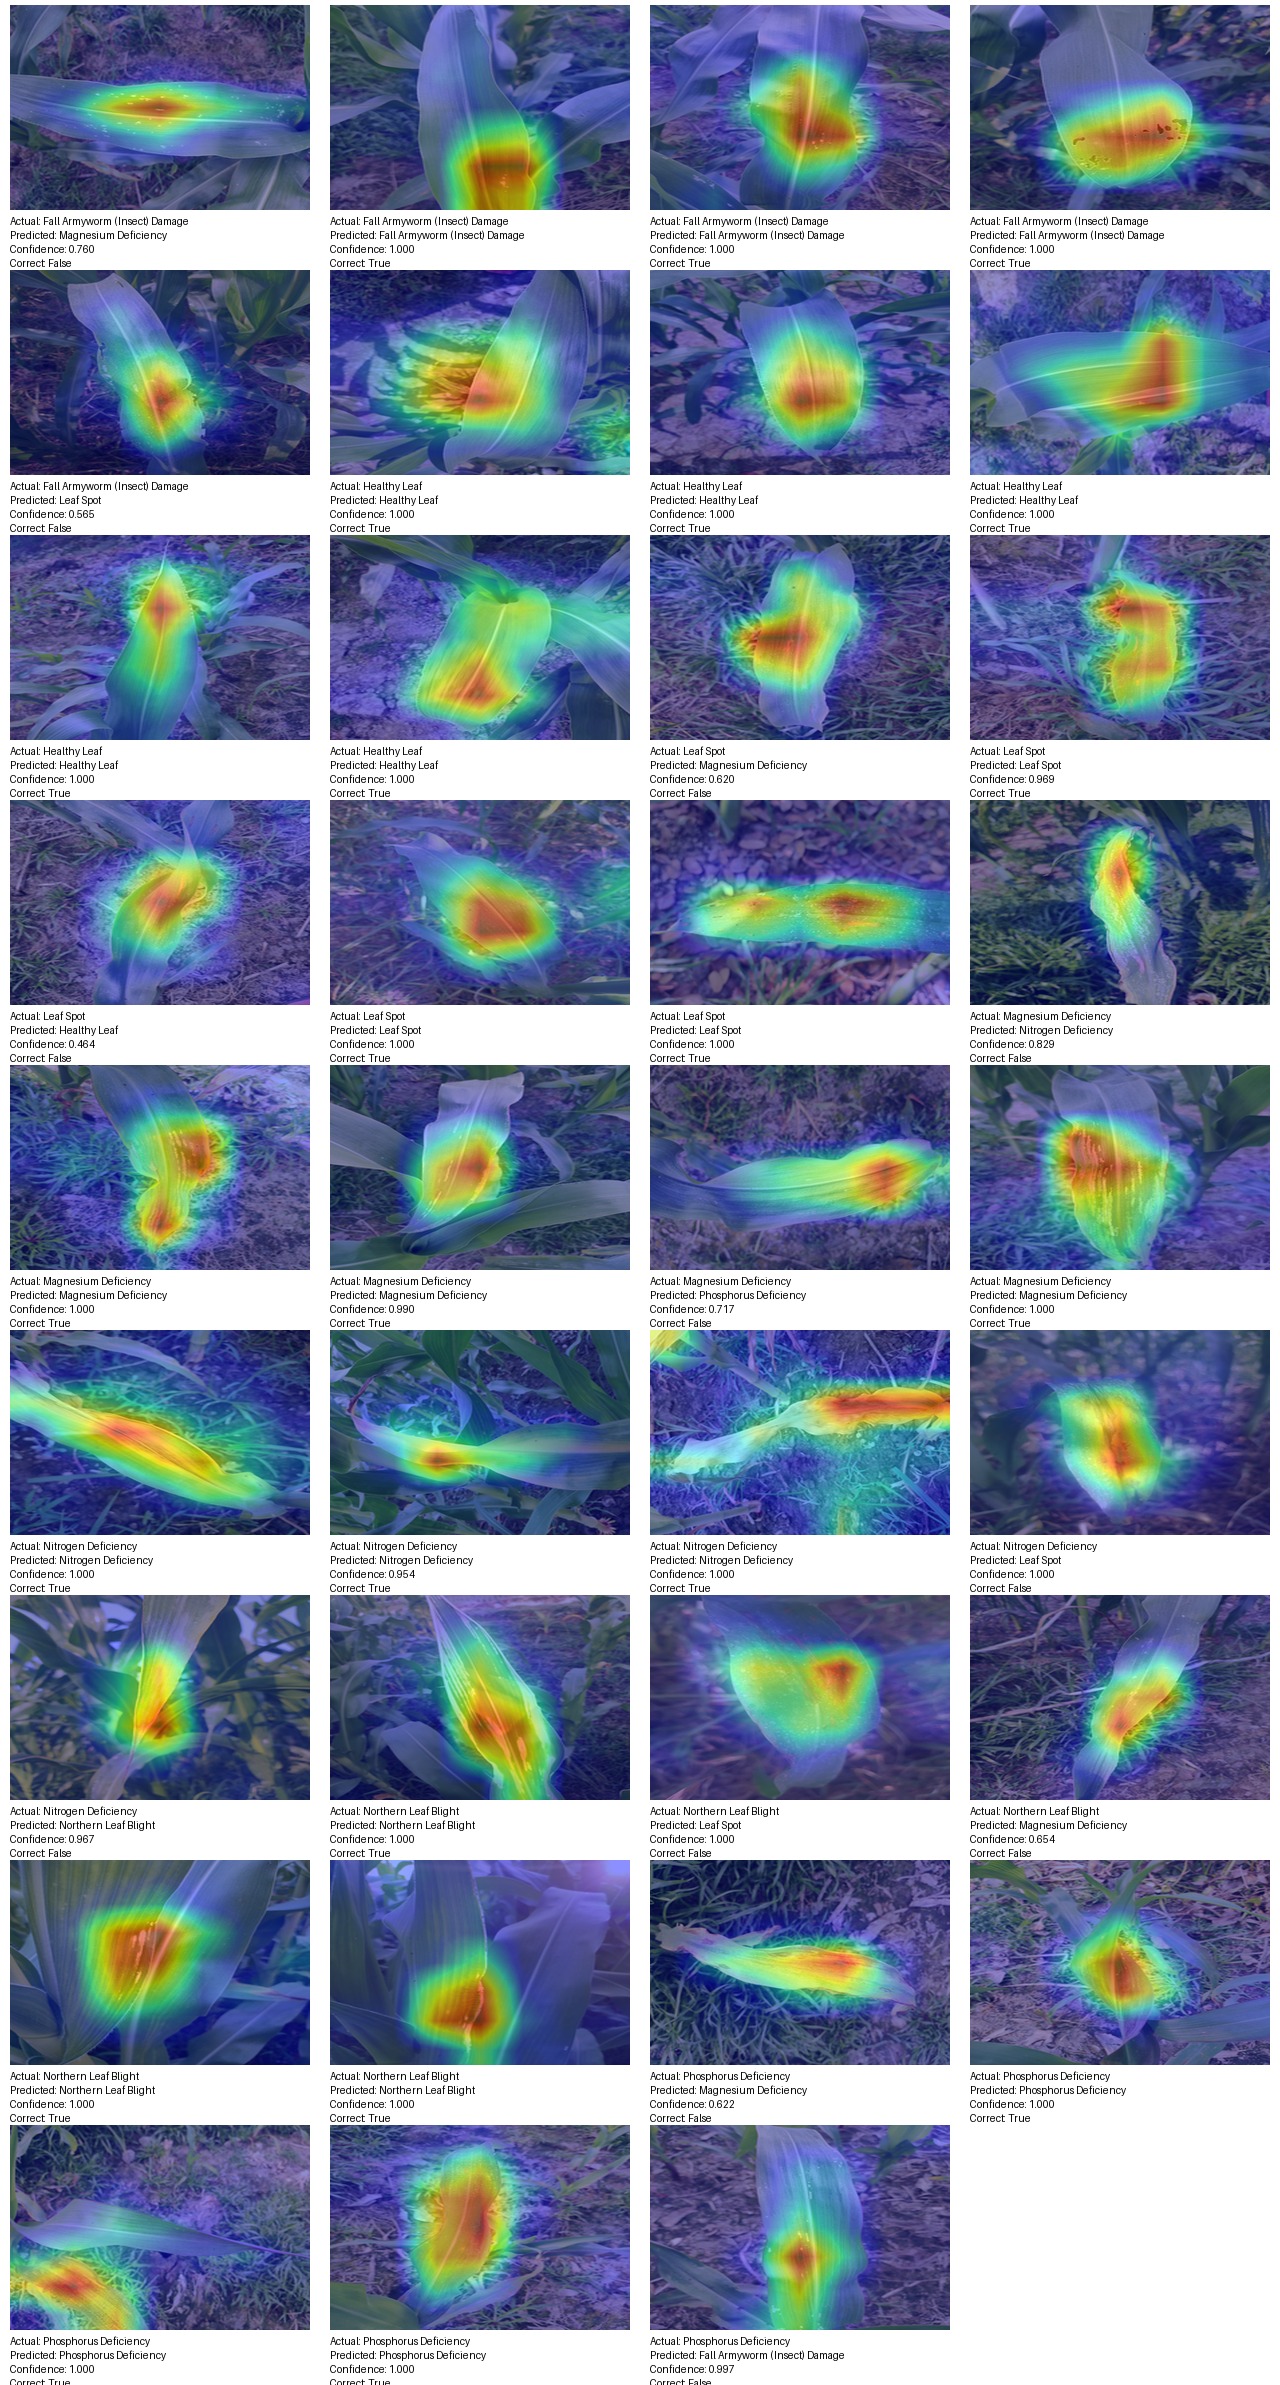 Actual: Fall Armyworm (Insect) Damage
Predicted: Magnesium Deficiency
Confidence: 0.760
Correct False
Actual: Fall Armyworm (Insect) Damage
Predicted: Fall Armyworm (Insect) Damage
Confidence: 1.000
Correct True
Actual: Fall Armyworm (Insect) Damage
Predicted: Fall Armyworm (Insect) Damage
Confidence: 1.000
Correct True
Actual: Fall Armyworm (Insect) Damage
Predicted: Fall Armyworm (Insect) Damage
Confidence: 1.000
Correct True
Actual: Fall Armyworm (Insect) Damage
Predicted: Leaf Spot
Confidence: 0.565
Correct False
Actual: Healthy Leaf
Predicted: Healthy Leaf
Confidence: 1.000
Correct True
Actual: Healthy Leaf
Predicted: Healthy Leaf
Confidence: 1.000
Correct True
Actual: Healthy Leaf
Predicted: Healthy Leaf
Confidence: 1.000
Correct True
Actual: Healthy Leaf
Predicted: Healthy Leaf
Confidence: 1.000
Correct True
Actual: Healthy Leaf
Predicted: Healthy Leaf
Confidence: 1.000
Correct True
Actual: Leaf Spot
Predicted: Magnesium Deficiency
Confidence: 0.620
Correct False
Actual: Leaf Spot
Predicted: Leaf Spot
Confidence: 0.969
Correct True
Actual: Leaf Spot
Predicted: Healthy Leaf
Confidence: 0.464
Correct False
Actual: Leaf Spot
Predicted: Leaf Spot
Confidence: 1.000
Correct True
Actual: Leaf Spot
Predicted: Leaf Spot
Confidence: 1.000
Correct True
Actual: Magnesium Deficiency
Predicted: Nitrogen Deficiency
Confidence: 0.829
Correct False
Actual: Magnesium Deficiency
Predicted: Magnesium Deficiency
Confidence: 1.000
Correct True
Actual: Magnesium Deficiency
Predicted: Magnesium Deficiency
Confidence: 0.990
Correct True
Actual: Magnesium Deficiency
Predicted: Phosphorus Deficiency
Confidence: 0.717
Correct False
Actual: Magnesium Deficiency
Predicted: Magnesium Deficiency
Confidence: 1.000
Correct True
Actual: Nitrogen Deficiency
Predicted: Nitrogen Deficiency
Confidence: 1.000
Correct True
Actual: Nitrogen Deficiency
Predicted: Nitrogen Deficiency
Confidence: 0.954
Correct True
Actual: Nitrogen Deficiency
Predicted: Nitrogen Deficiency
Confidence: 1.000
Correct True
Actual: Nitrogen Deficiency
Predicted: Leaf Spot
Confidence: 1.000
Correct False
Actual: Nitrogen Deficiency
Predicted: Northern Leaf Blight
Confidence: 0.967
Correct False
Actual: Northern Leaf Blight
Predicted: Northern Leaf Blight
Confidence: 1.000
Correct True
Actual: Northern Leaf Blight
Predicted: Leaf Spot
Confidence: 1.000
Correct False
Actual: Northern Leaf Blight
Predicted: Magnesium Deficiency
Confidence: 0.654
Correct False
Actual: Northern Leaf Blight
Predicted: Northern Leaf Blight
Confidence: 1.000
Correct True
Actual: Northern Leaf Blight
Predicted: Northern Leaf Blight
Confidence: 1.000
Correct True
Actual: Phosphorus Deficiency
Predicted: Magnesium Deficiency
Confidence: 0.622
Correct False
Actual: Phosphorus Deficiency
Predicted: Phosphorus Deficiency
Confidence: 1.000
Correct True
Actual: Phosphorus Deficiency
Predicted: Phosphorus Deficiency
Confidence: 1.000
Correct True
Actual: Phosphorus Deficiency
Predicted: Phosphorus Deficiency
Confidence: 1.000
Correct True
Actual: Phosphorus Deficiency
Predicted: Fall Armyworm (Insect) Damage
Confidence: 0.997
Correct False